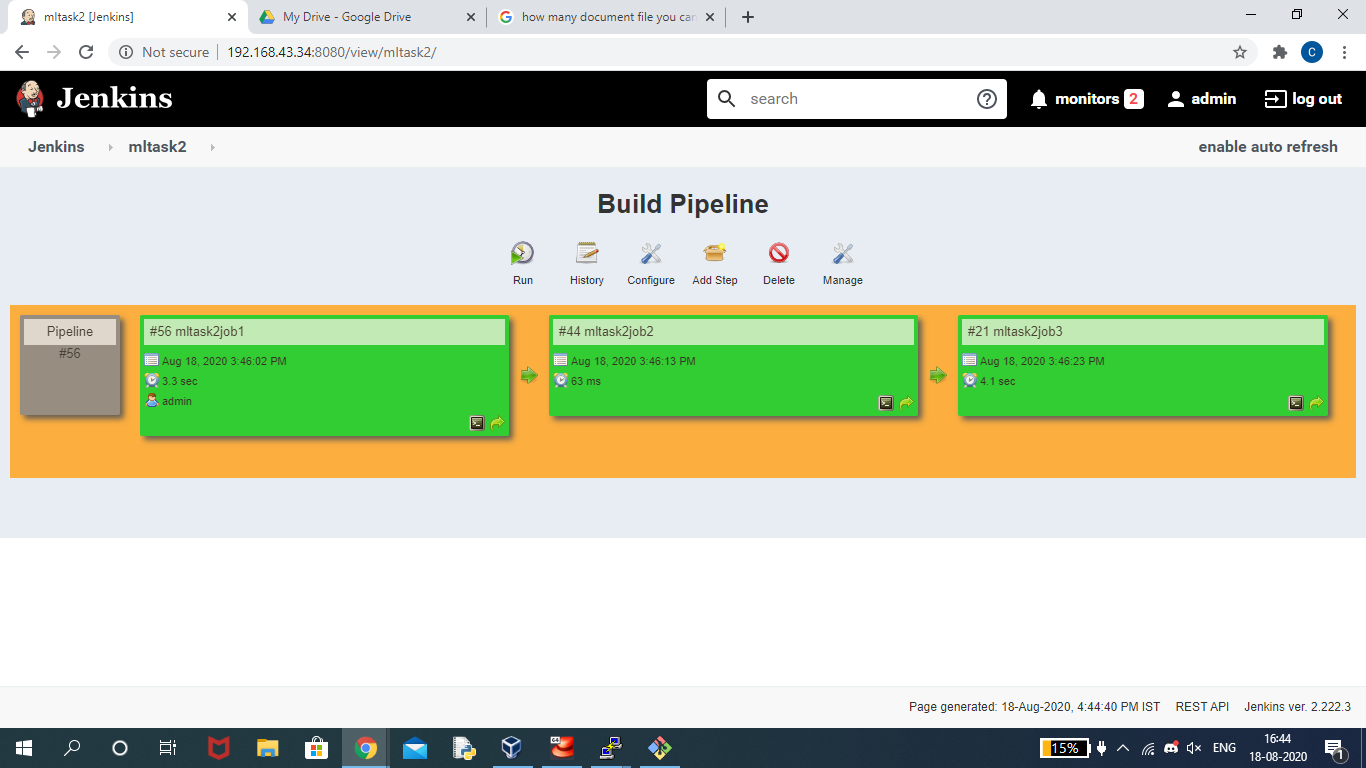 mltask2 [Jenkins]
My Drive - Google Drive
how many document file you can
Not secure
192.168.43.34:8080/view/mltask2/
C
Jenkins
search
monitors 2
admin
log out
Jenkins
mltask2
enable auto refresh
Build Pipeline
Run
History
Configure
Add Step
Delete
Manage
Pipeline
#56
#56 mltask2job1
Aug 18, 2020 3:46:02 PM
3.3 sec
admin
#44 mltask2job2
Aug 18, 2020 3:46:13 PM
63 ms
#21 mltask2job3
Aug 18, 2020 3:46:23 PM
4.1 sec
Page generated: 18-Aug-2020, 4:44:40 PM IST
REST API
Jenkins ver. 2.222.3
15%
ENG
16:44
18-08-2020
1